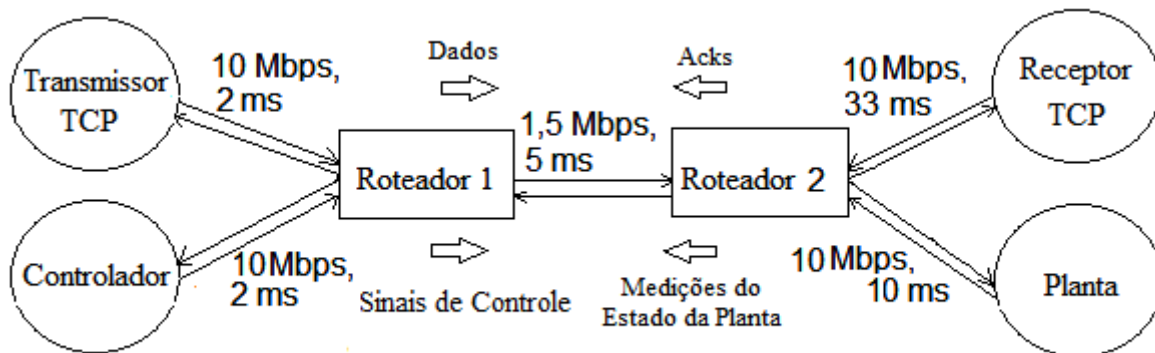 Transmissor
TCP
10 Mbps,
2 ms
Dados
Acks
10 Mbps,
33 ms
Receptor
TCP
Roteador 1
1,5 Mbps,
5 ms
Roteador 2
Controlador
10 Mbps,
2 ms
Sinais de Controle
Medições do
Estado da Planta
10 Mbps,
10 ms
Planta